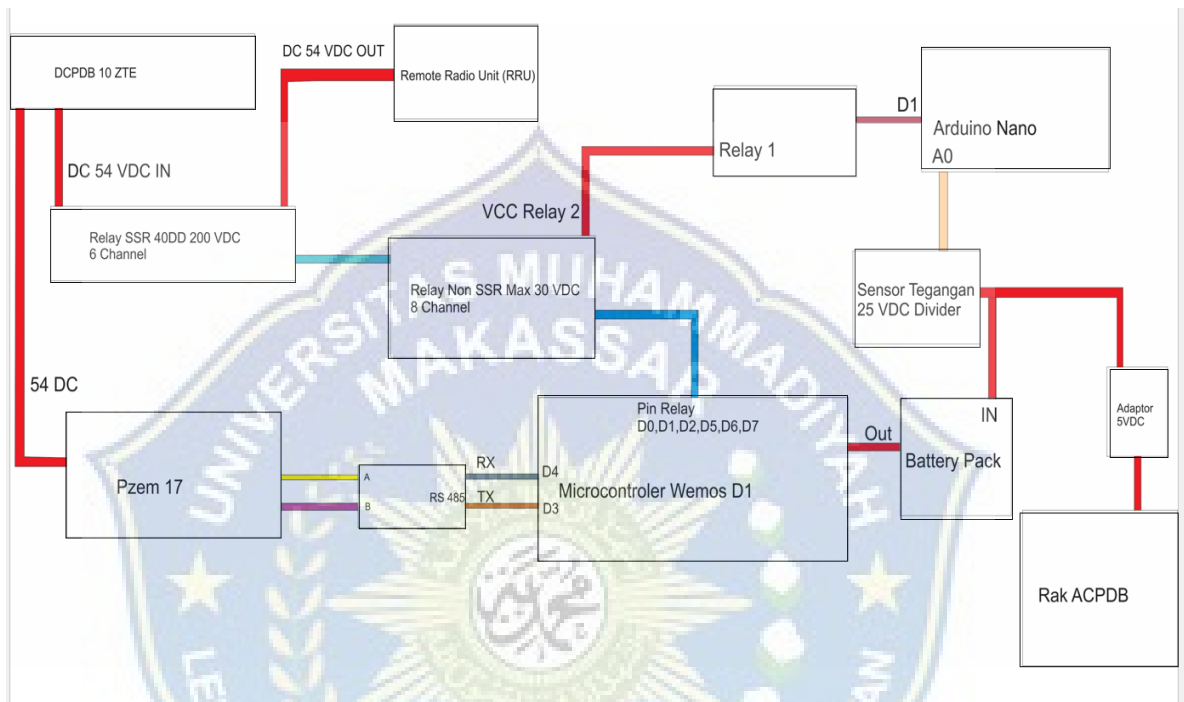 DCPDB 10 ZTE
DC 54 VDC OUT
Remote Radio Unit (RRU)
DC 54 VDC IN
Relay SSR 40DD 200 VDC
6 Channel
Relay 1
D1
Arduino Nano
A0
VCC Relay 2
Relay Non SSR Max 30 VDC
8 Channel
Sensor Tegangan
25 VDC Divider
54 DC
Pzem 17
A
B
RS 485
RX
TX
D4
D3
Pin Relay
D0,D1,D2,D5,D6,D7
Microcontroler Wemos D1
Out
IN
Battery Pack
Adaptor
5VDC
Rak ACPDB
UNIVERSITAS MUHAMMADIYAH
MAKASSAR